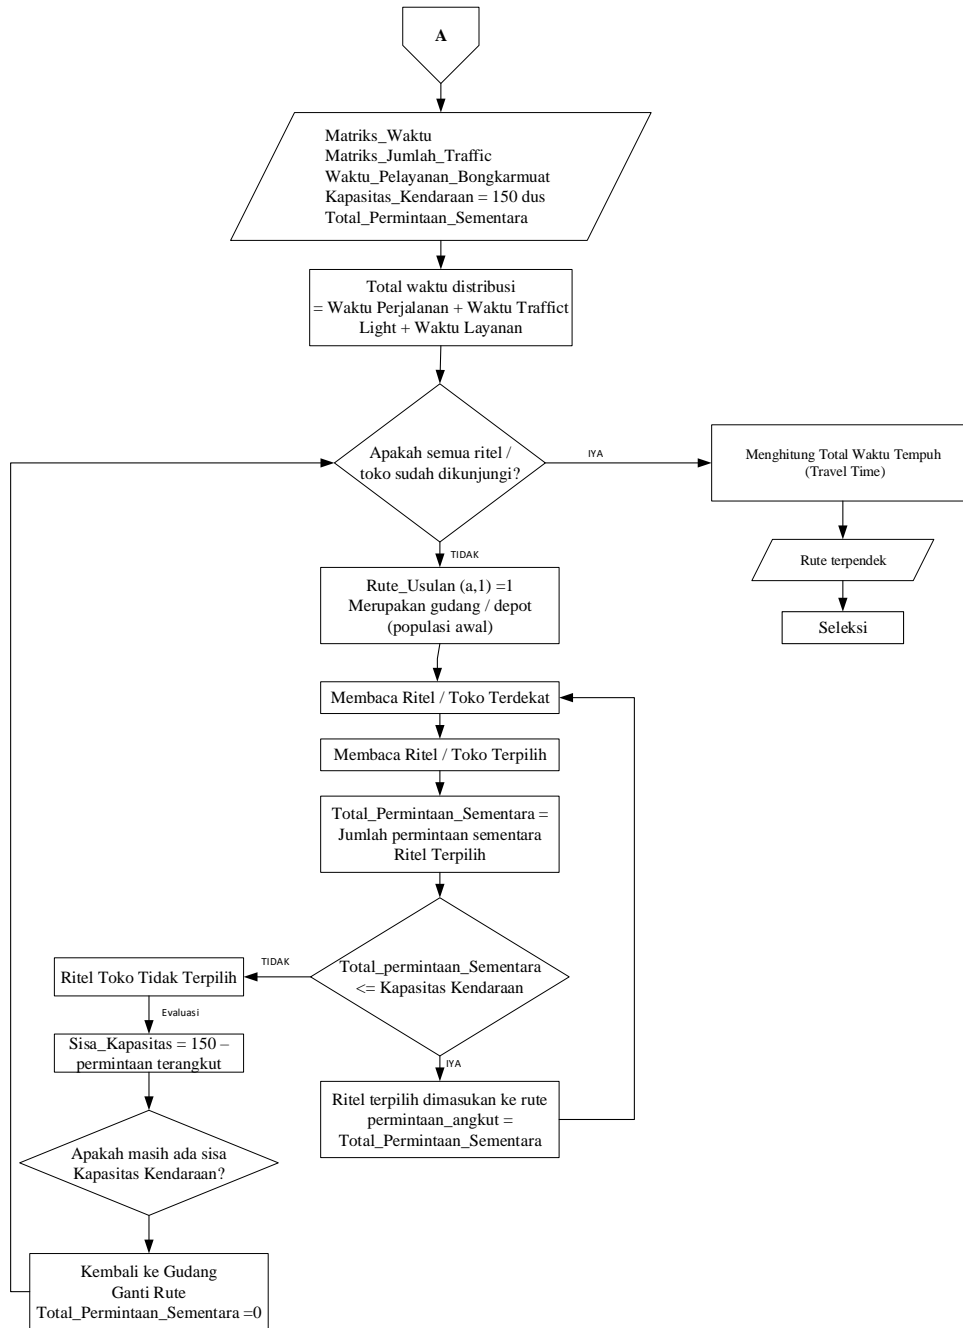 A
Matriks_Waktu
Matriks_Jumlah_Traffic
Waktu_Pelayanan_Bongkarmuat
Kapasitas_Kendaraan = 150 dus
Total_Permintaan_Sementara
Total waktu distribusi
= Waktu Perjalanan + Waktu Traffict
Light + Waktu Layanan
Apakah semua ritel /
toko sudah dikunjungi?
IYA
Menghitung Total Waktu Tempuh
(Travel Time)
Rute terpendek
Seleksi
TIDAK
Rute_Usulan (a,1) =1
Merupakan gudang / depot
(populasi awal)
Membaca Ritel / Toko Terdekat
Membaca Ritel / Toko Terpilih
Total_Permintaan_Sementara =
Jumlah permintaan sementara
Ritel Terpilih
Total_permintaan_Sementara
<= Kapasitas Kendaraan
TIDAK
Ritel Toko Tidak Terpilih
Evaluasi
Sisa_Kapasitas = 150 –
permintaan terangkut
IYA
Ritel terpilih dimasukan ke rute
permintaan_angkut =
Total_Permintaan_Sementara
Apakah masih ada sisa
Kapasitas Kendaraan?
Kembali ke Gudang
Ganti Rute
Total_Permintaan_Sementara =0